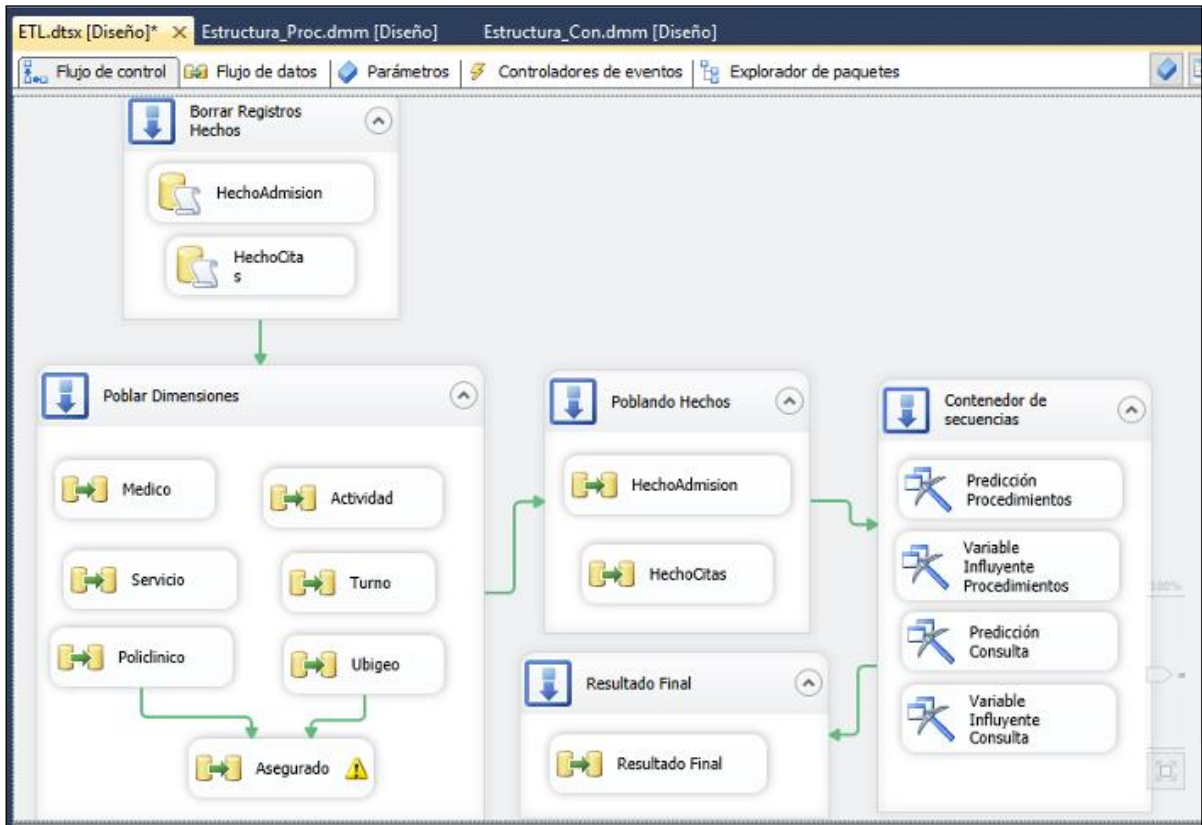 ETL.dtsx [Diseño]* Estructura_Proc.dmm [Diseño] Estructura_Con.dmm [Diseño]
Flujo de control Flujo de datos Parámetros Controladores de eventos Explorador de paquetes
Borrar Registros
Hechos
HechoAdmision
HechoCita
s
Poblar Dimensiones
Medico
Actividad
Servicio
Turno
Policlinico
Ubigeo
Asegurado
Poblando Hechos
HechoAdmision
HechoCitas
Contenedor de
secuencias
Predicción
Procedimientos
Variable
Influyente
Procedimientos
Predicción
Consulta
Variable
Influyente
Consulta
100%
Resultado Final
Resultado Final